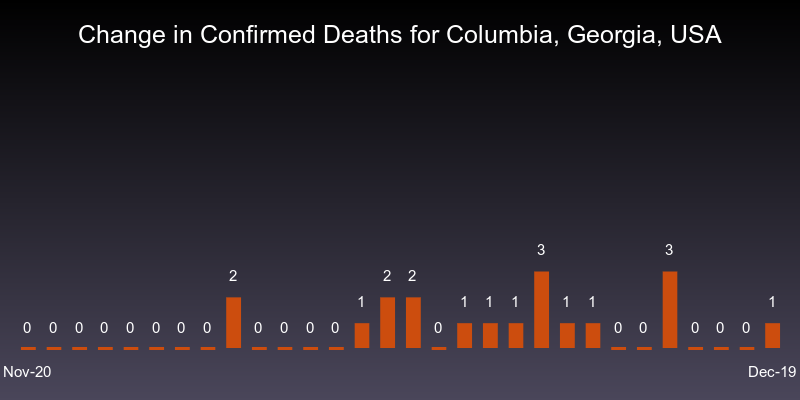 Change in Confirmed Deaths for Columbia, Georgia, USA
3 3
2 2 2 
1 1 1 1 1 1 1 1
0 0 0 0 0 0 0 0 0 0 0 0 0 0 0 0 0 0
Nov-20 Dec-19